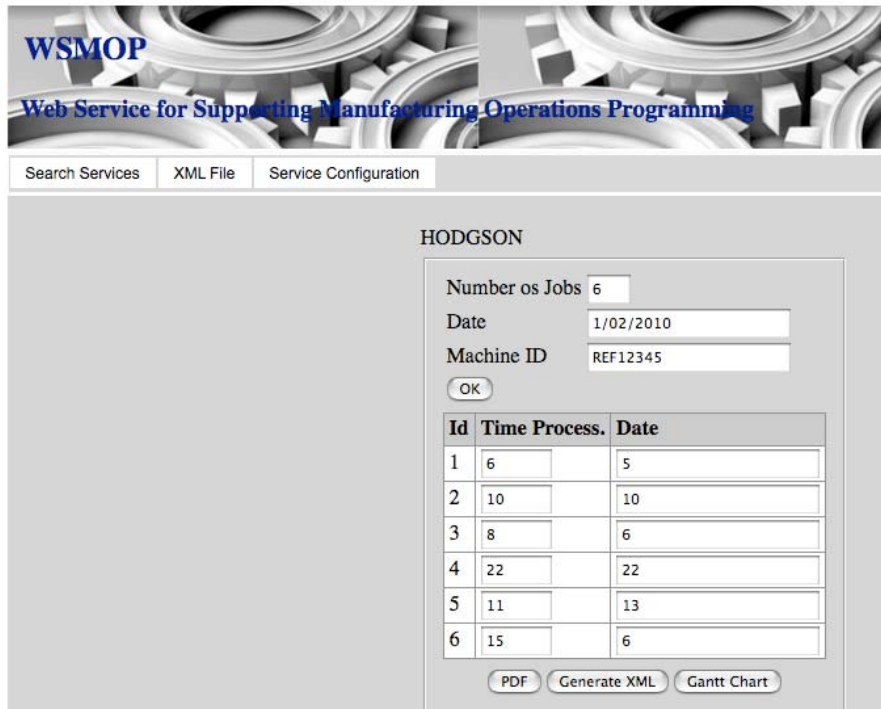 WSMOP
Web Service for Supporting Manufacturing Operations Programming
Search Services XML File Service Configuration
HODGSON
Number os Jobs 6
Date 1/02/2010
Machine ID REF12345
OK
Id Time Process. Date
1 6 5
2 10 10
3 8 6
4 22 22
5 11 13
6 15 6
PDF Generate XML Gantt Chart